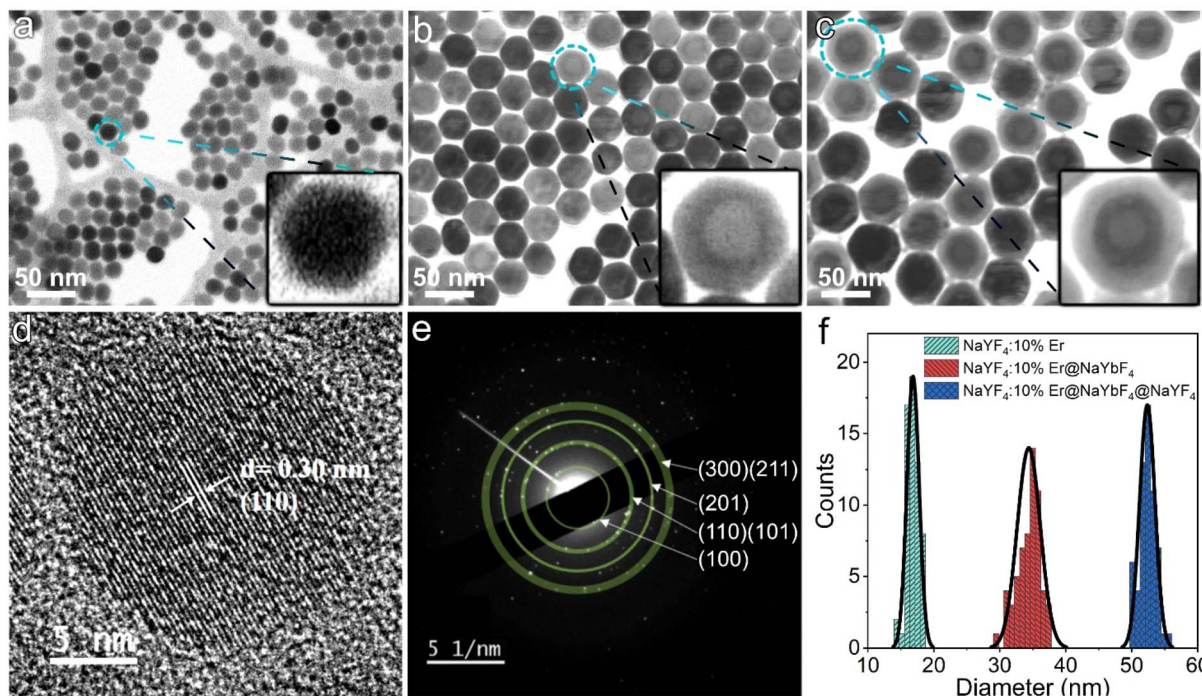 a
50 nm
b
50 nm
c
50 nm
d
d= 0.30 nm
(110)
5 nm
e
(300)(211)
(201)
(110)(101)
(100)
5 1/nm
f
NaYF₄:10% Er
NaYF₄:10% Er@NaYbF₄
NaYF₄:10% Er@NaYbF₄@NaYF₄
Counts
20
15
10
5
0
10 20 30 40 50 60
Diameter (nm)